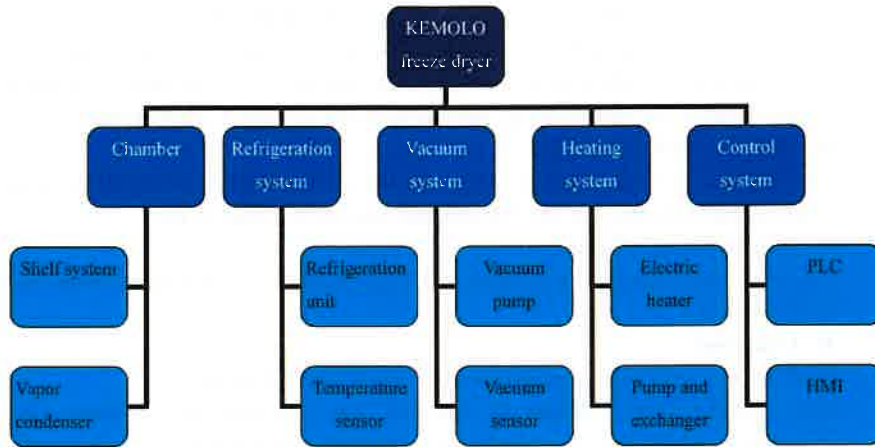 KEMOLO
freeze dryer
Chamber
Refrigeration
system
Vacuum
system
Heating
system
Control
system
Shelf system
Refrigeration
unit
Vacuum
pump
Electric
heater
PLC
Vapor
condenser
Temperature
sensor
Vacuum
sensor
Pump and
exchanger
HMI